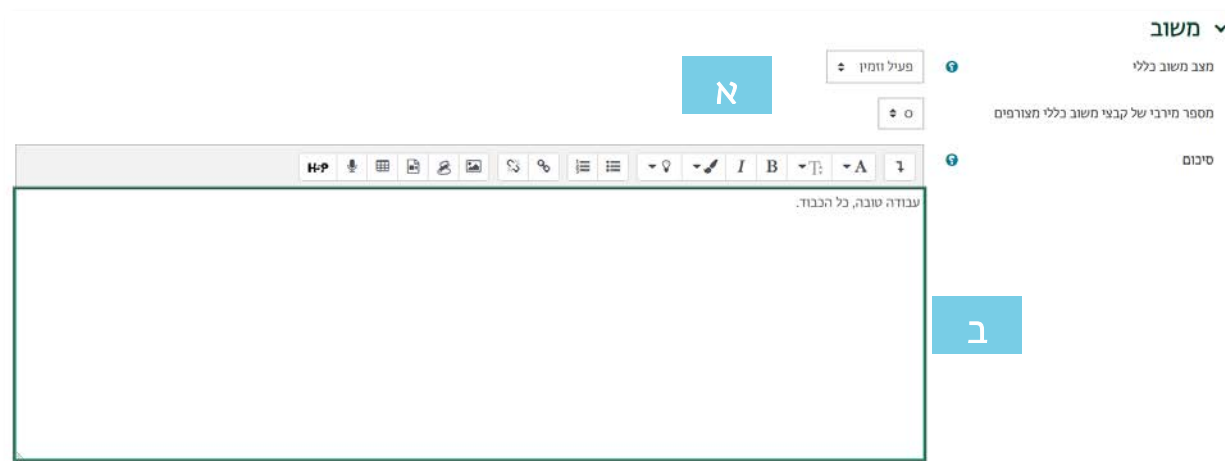 משוב
מצב משוב כללי
פעיל וזמין
א
מספר מירבי של קבצי משוב כללי מצורפים
0
סיכום
A T: B I H-P
עבודה טובה, כל הכבוד.
ב